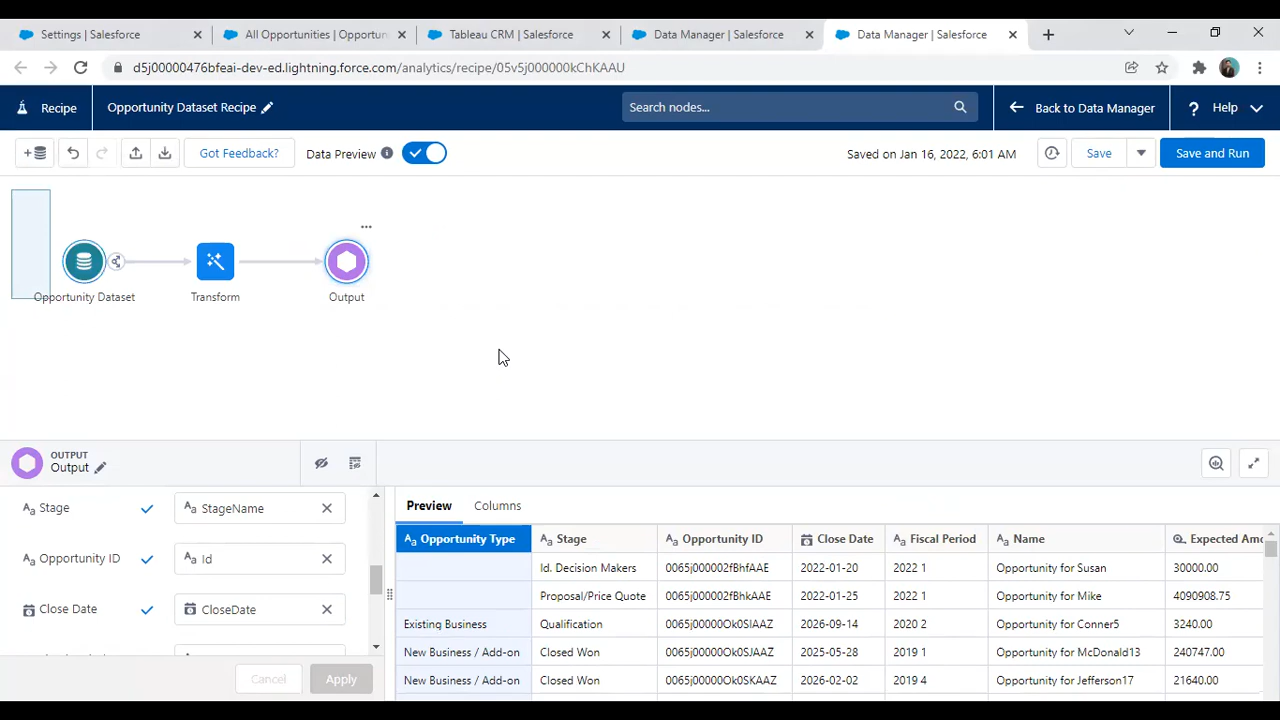 Settings | Salesforce
All Opportunities | Opportun
Tableau CRM | Salesforce
Data Manager | Salesforce
Data Manager | Salesforce
d5j00000476bfeai-dev-ed.lightning.force.com/analytics/recipe/05v5j000000kChKAAU
Recipe
Opportunity Dataset Recipe
Search nodes...
Back to Data Manager
? Help
Got Feedback?
Data Preview
Saved on Jan 16, 2022, 6:01 AM
Save
Save and Run
Opportunity Dataset
Transform
Output
OUTPUT
Output
Stage
StageName
Opportunity ID
Id
Close Date
CloseDate
Preview
Columns
Opportunity Type Stage Opportunity ID Close Date Fiscal Period Name Expected Amo
Id. Decision Makers 0065j000002fBhfAAE 2022-01-20 2022 1 Opportunity for Susan 30000.00
Proposal/Price Quote 0065j000002fBhkAAE 2022-01-25 2022 1 Opportunity for Mike 4090908.75
Existing Business Qualification 0065j00000Ok0SIAAZ 2026-09-14 2020 2 Opportunity for Conner5 3240.00
New Business / Add-on Closed Won 0065j00000Ok0SJAAZ 2025-05-28 2019 1 Opportunity for McDonald13 240747.00
New Business / Add-on Closed Won 0065j00000Ok0SKAAZ 2026-02-02 2019 4 Opportunity for Jefferson17 21640.00
Cancel
Apply